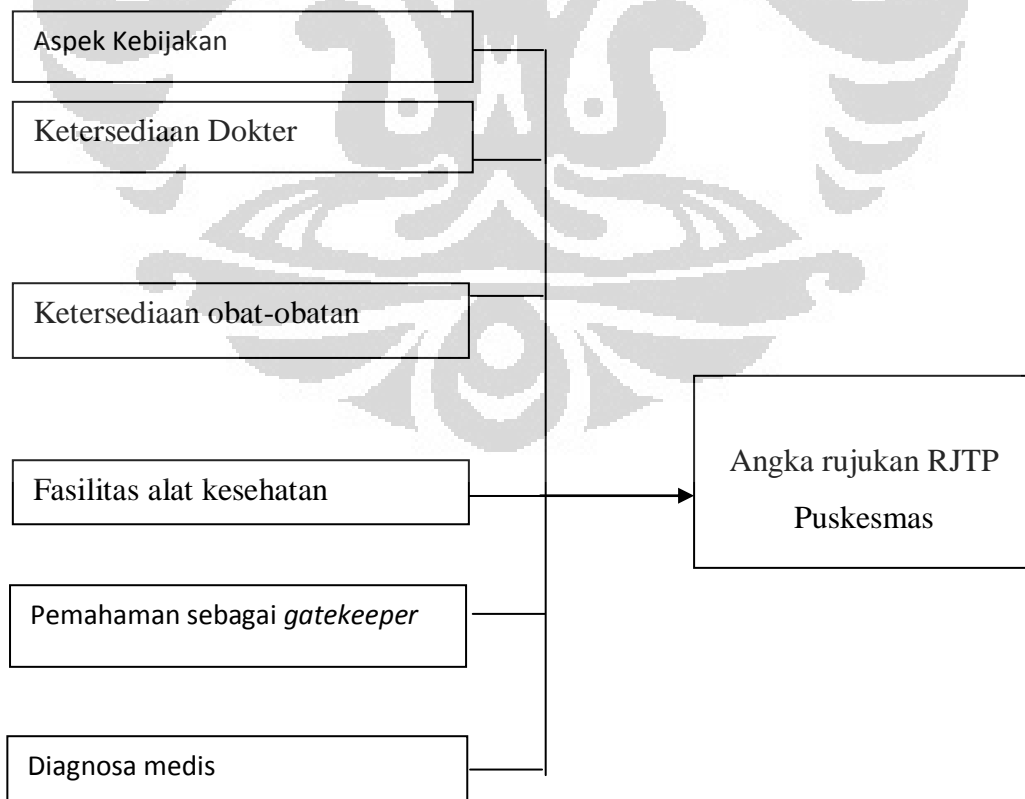 Aspek Kebijakan
Ketersediaan Dokter
Ketersediaan obat-obatan
Fasilitas alat kesehatan
Angka rujukan RJTP
Puskesmas
Pemahaman sebagai gatekeeper
Diagnosa medis